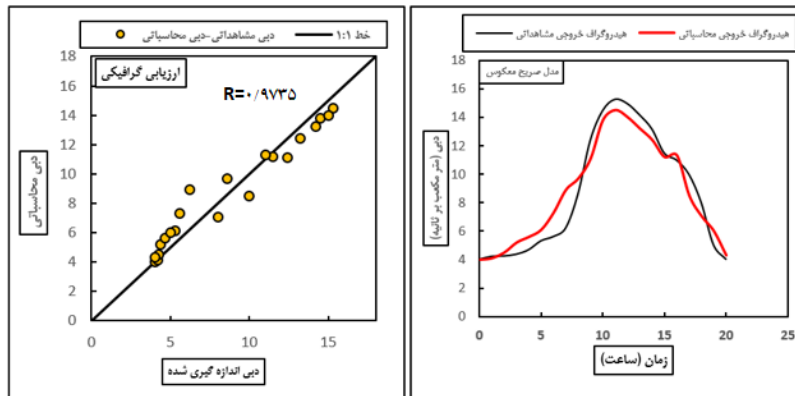 دبی مشاهداتی-دبی محاسباتی
خط 1:1
ارزیابی گرافیکی
R=۰/۹۷۳۵
دبی محاسباتی
18
16
14
12
10
8
6
4
2
0
0 5 10 15
دبی اندازه گیری شده
هیدروگراف خروجی مشاهداتی
هیدروگراف خروجی محاسباتی
مدل صریح معکوس
دبی (متر مکعب بر ثانیه)
18
16
14
12
10
8
6
4
2
0
0 5 10 15 20 25
زمان (ساعت)